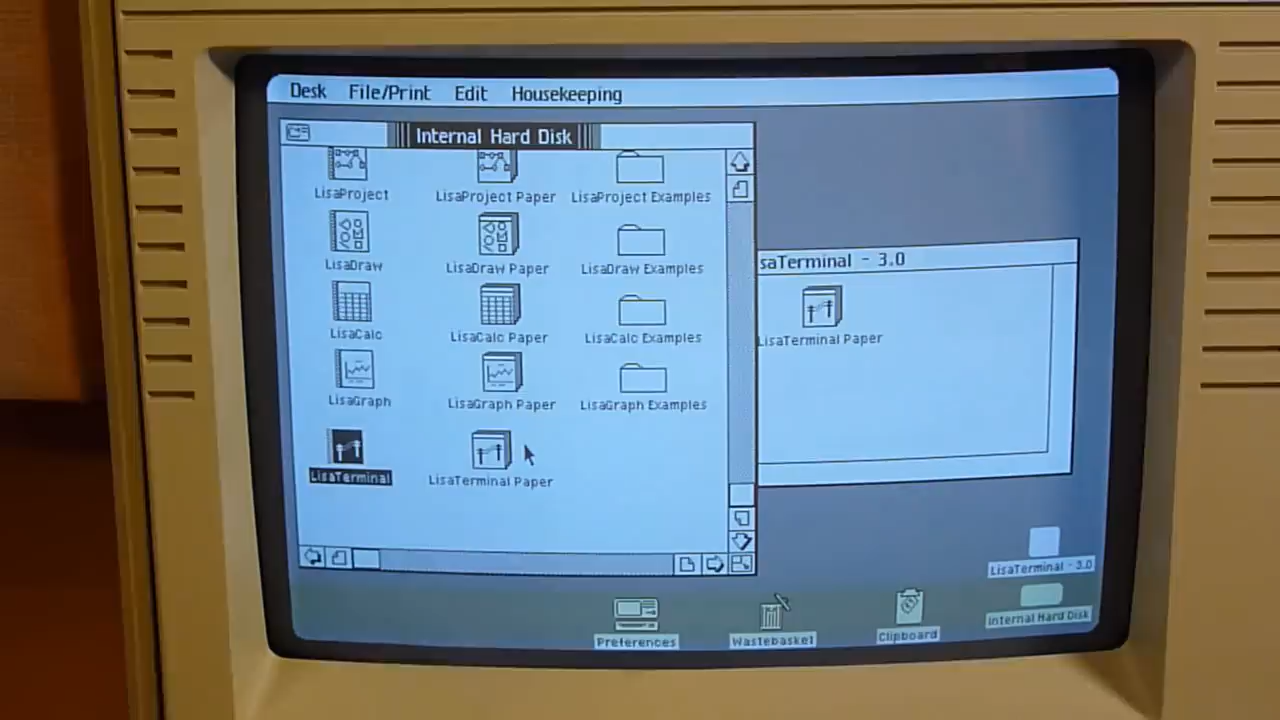 Desk File/Print Edit Housekeeping
Internal Hard Disk
LisaProject LisaProject Paper LisaProject Examples
LisaDraw LisaDraw Paper LisaDraw Examples
saTerminal - 3.0
LisaCalc LisaCalc Paper LisaCalc Examples
LisaTerminal Paper
LisaGraph LisaGraph Paper LisaGraph Examples
LisaTerminal LisaTerminal Paper
LisaTerminal - 3.0
Preferences Wastebasket Clipboard Internal Hard Disk